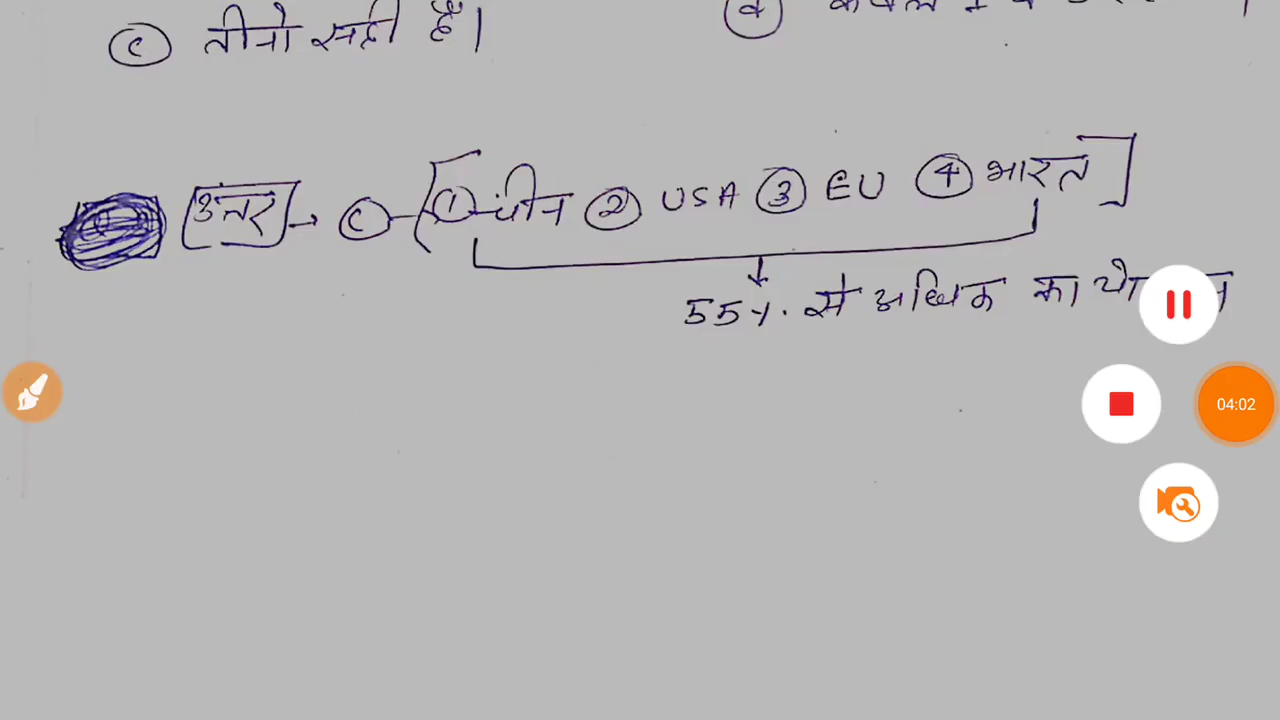 (c) तीनो सही हैं। (d)
[उत्तर] → (c) - [(1) चीन (2) USA (3) EU (4) भारत]
55%. से अधिक का
04:02